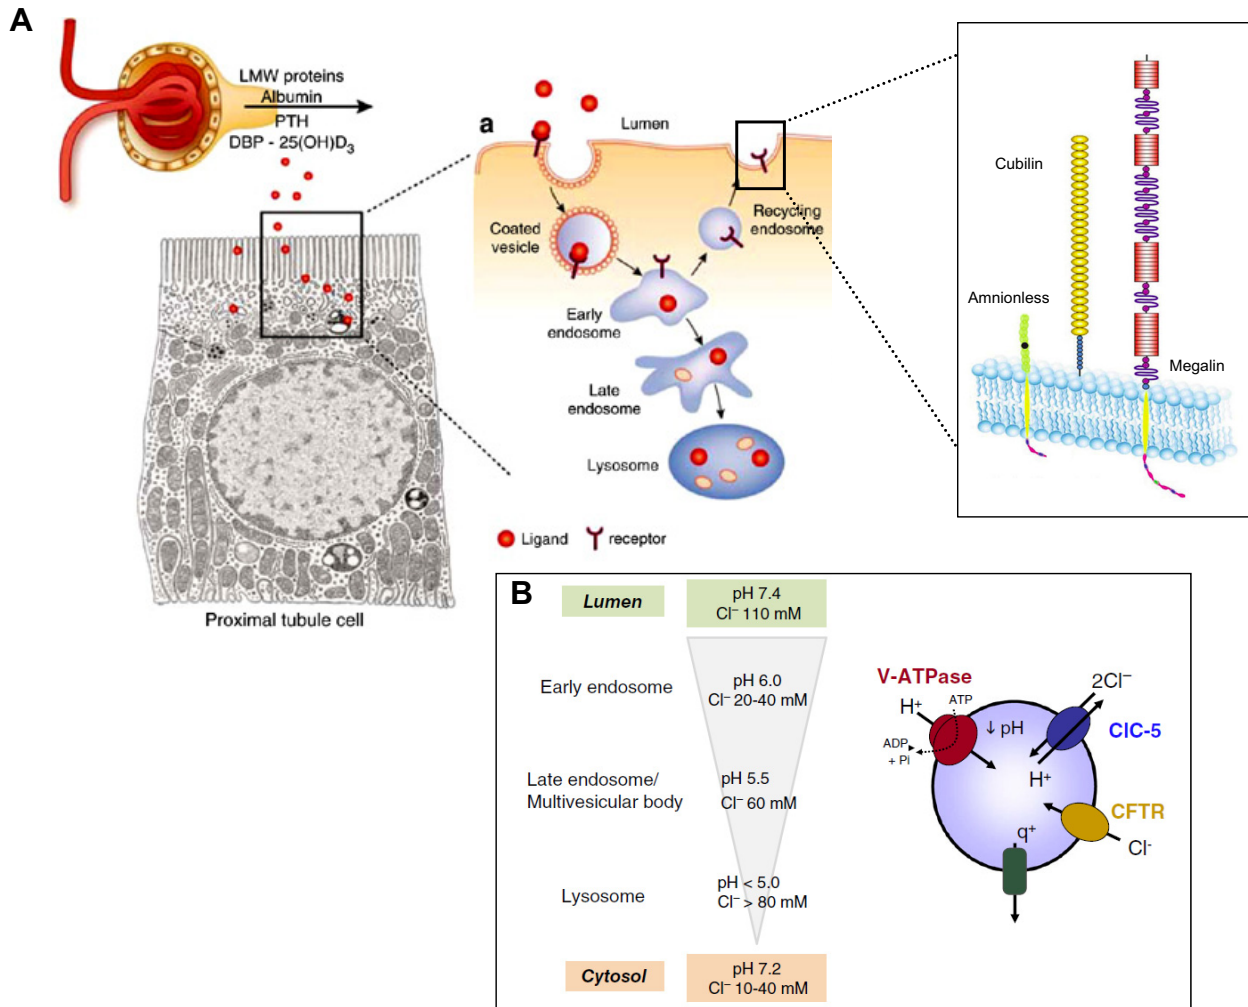 A
LMW proteins
Albumin
PTH
DBP - 25(OH)D₃
Proximal tubule cell
a
Lumen
Coated
vesicle
Recycling
endosome
Early
endosome
Late
endosome
Lysosome
Ligand
receptor
Cubilin
Amnionless
Megalin
B
Lumen
pH 7.4
Cl⁻ 110 mM
Early endosome
pH 6.0
Cl⁻ 20-40 mM
Late endosome/
Multivesicular body
pH 5.5
Cl⁻ 60 mM
Lysosome
pH < 5.0
Cl⁻ > 80 mM
Cytosol
pH 7.2
Cl⁻ 10-40 mM
V-ATPase
H⁺
ATP
ADP
+ Pi
↓ pH
2Cl⁻
ClC-5
H⁺
CFTR
Cl⁻
q⁺